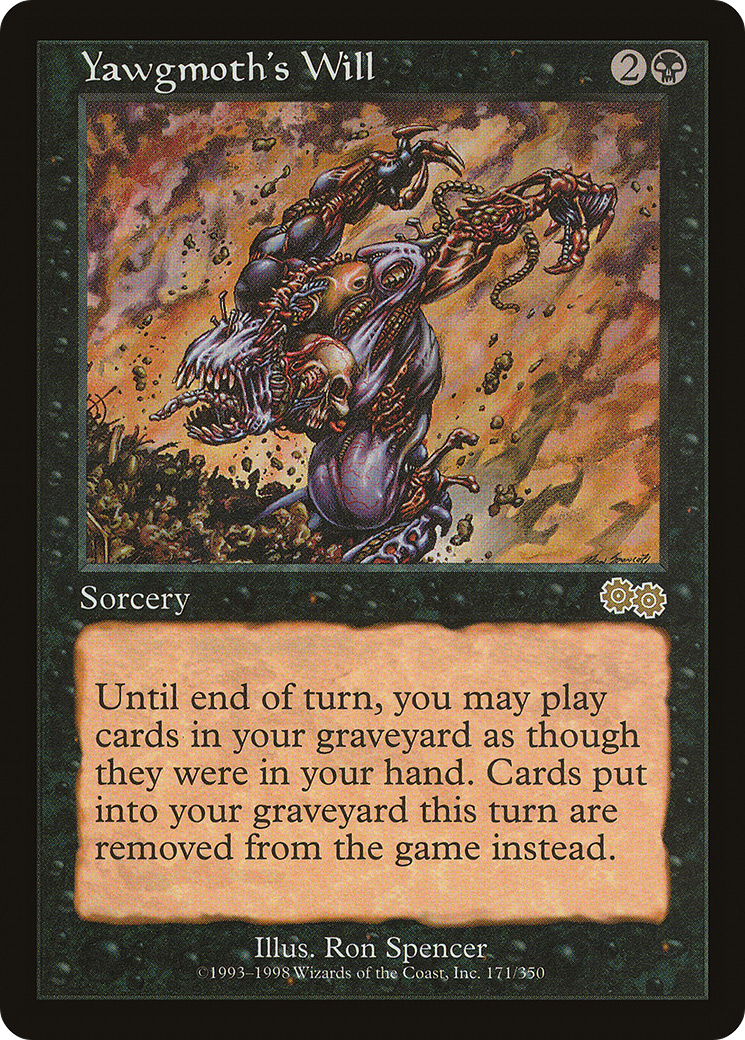 Yawgmoth's Will
2
Sorcery
Until end of turn, you may play
cards in your graveyard as though
they were in your hand. Cards put
into your graveyard this turn are
removed from the game instead.
Illus. Ron Spencer
©1993–1998 Wizards of the Coast, Inc. 171/350